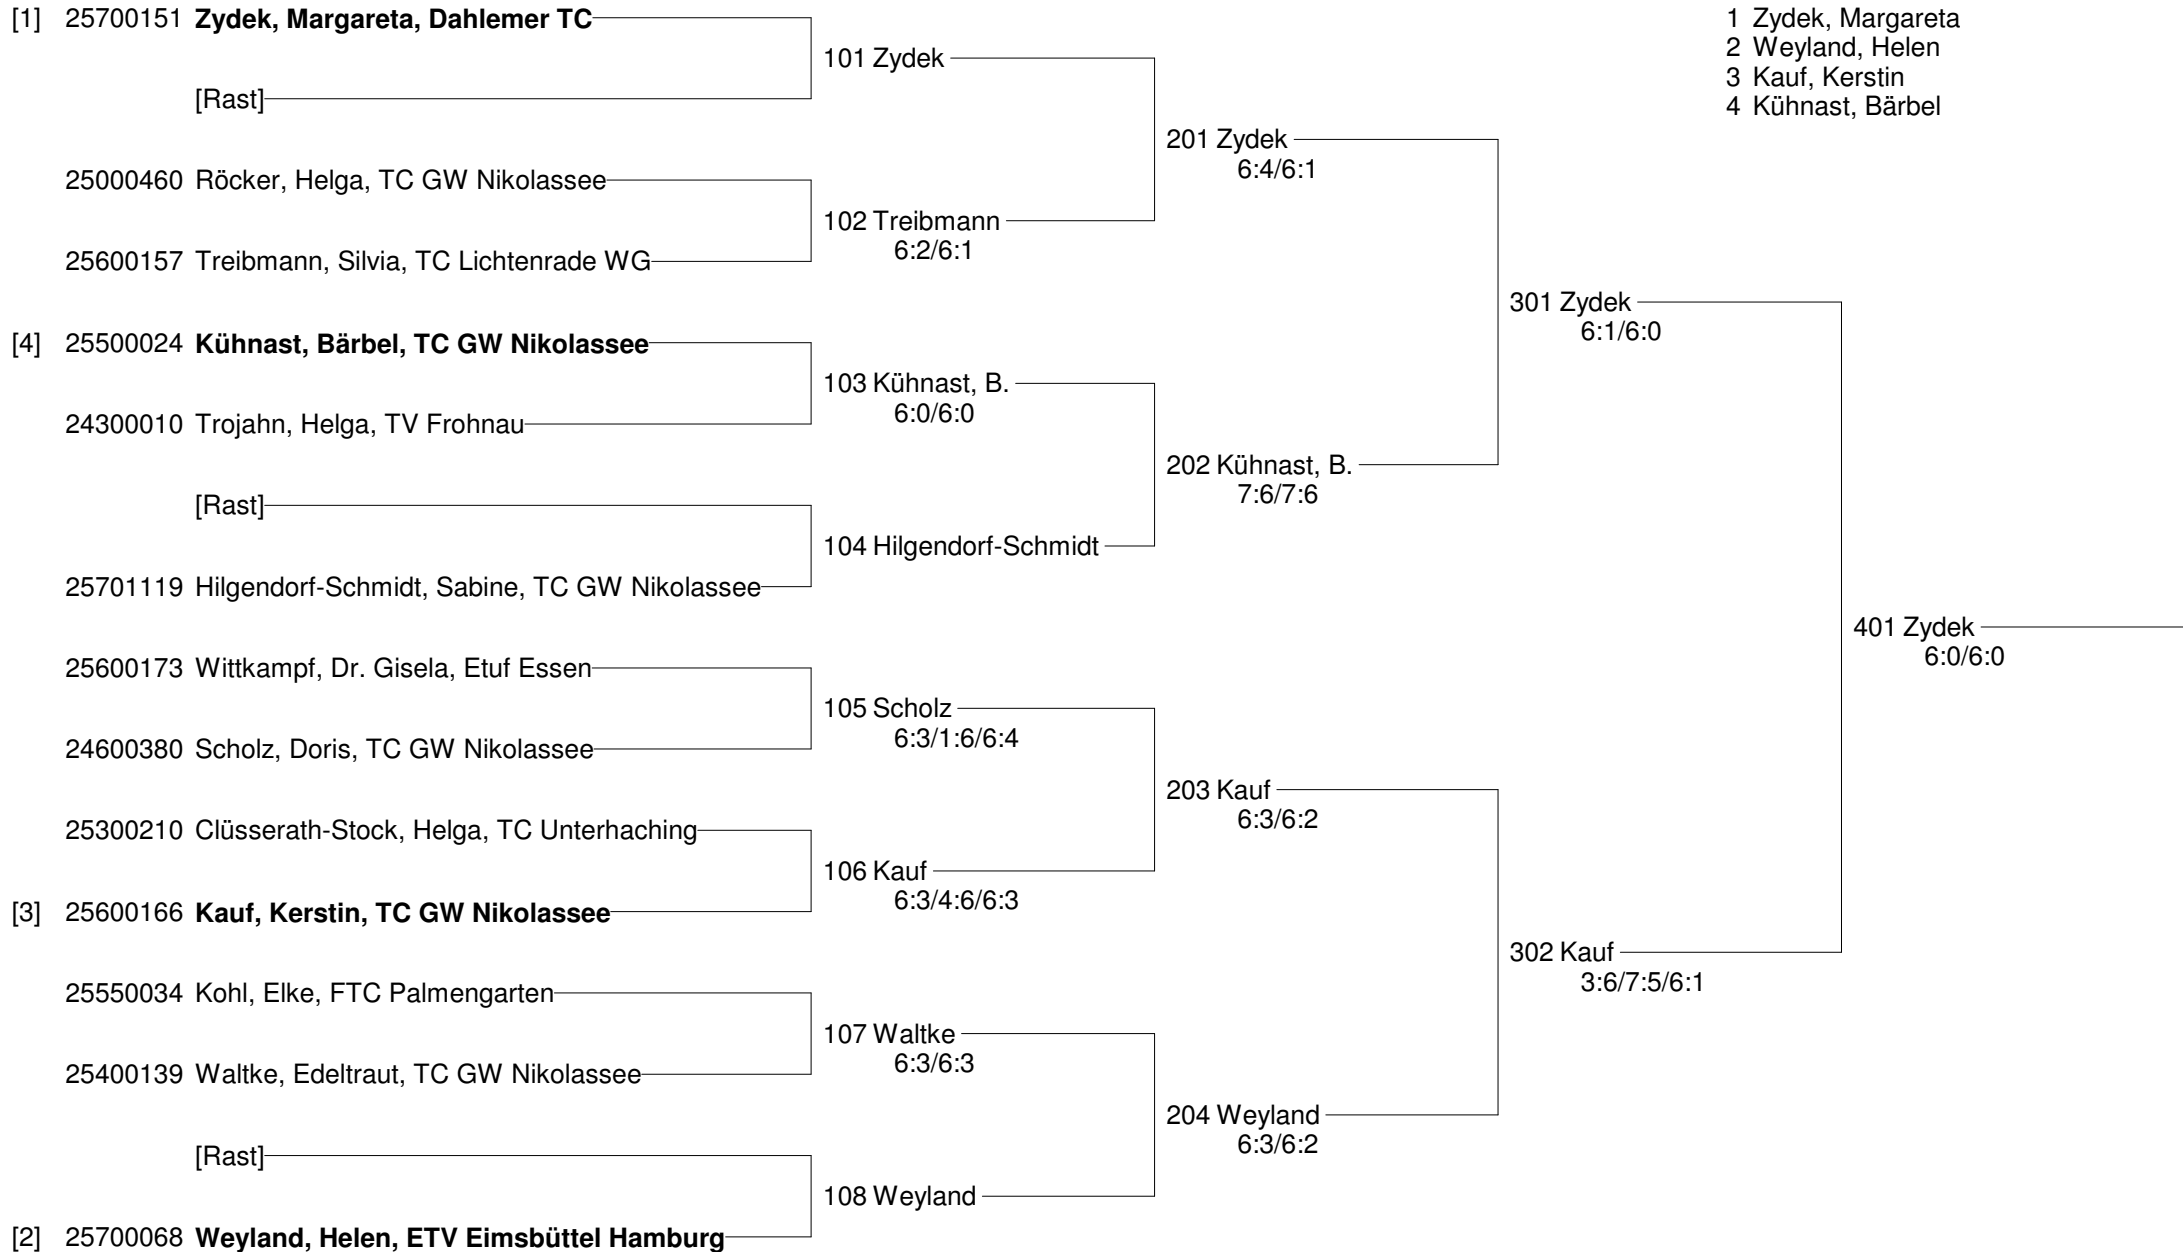 [1] 25700151 Zydek, Margareta, Dahlemer TC
[Rast]
25000460 Röcker, Helga, TC GW Nikolassee
25600157 Treibmann, Silvia, TC Lichtenrade WG
[4] 25500024 Kühnast, Bärbel, TC GW Nikolassee
24300010 Trojahn, Helga, TV Frohnau
[Rast]
25701119 Hilgendorf-Schmidt, Sabine, TC GW Nikolassee
25600173 Wittkampf, Dr. Gisela, Etuf Essen
24600380 Scholz, Doris, TC GW Nikolassee
25300210 Clüsserath-Stock, Helga, TC Unterhaching
[3] 25600166 Kauf, Kerstin, TC GW Nikolassee
25550034 Kohl, Elke, FTC Palmengarten
25400139 Waltke, Edeltraut, TC GW Nikolassee
[Rast]
[2] 25700068 Weyland, Helen, ETV Eimsbüttel Hamburg
101 Zydek
102 Treibmann
6:2/6:1
103 Kühnast, B.
6:0/6:0
104 Hilgendorf-Schmidt
105 Scholz
6:3/1:6/6:4
106 Kauf
6:3/4:6/6:3
107 Waltke
6:3/6:3
108 Weyland
201 Zydek
6:4/6:1
202 Kühnast, B.
7:6/7:6
203 Kauf
6:3/6:2
204 Weyland
6:3/6:2
301 Zydek
6:1/6:0
302 Kauf
3:6/7:5/6:1
401 Zydek
6:0/6:0
1 Zydek, Margareta
2 Weyland, Helen
3 Kauf, Kerstin
4 Kühnast, Bärbel